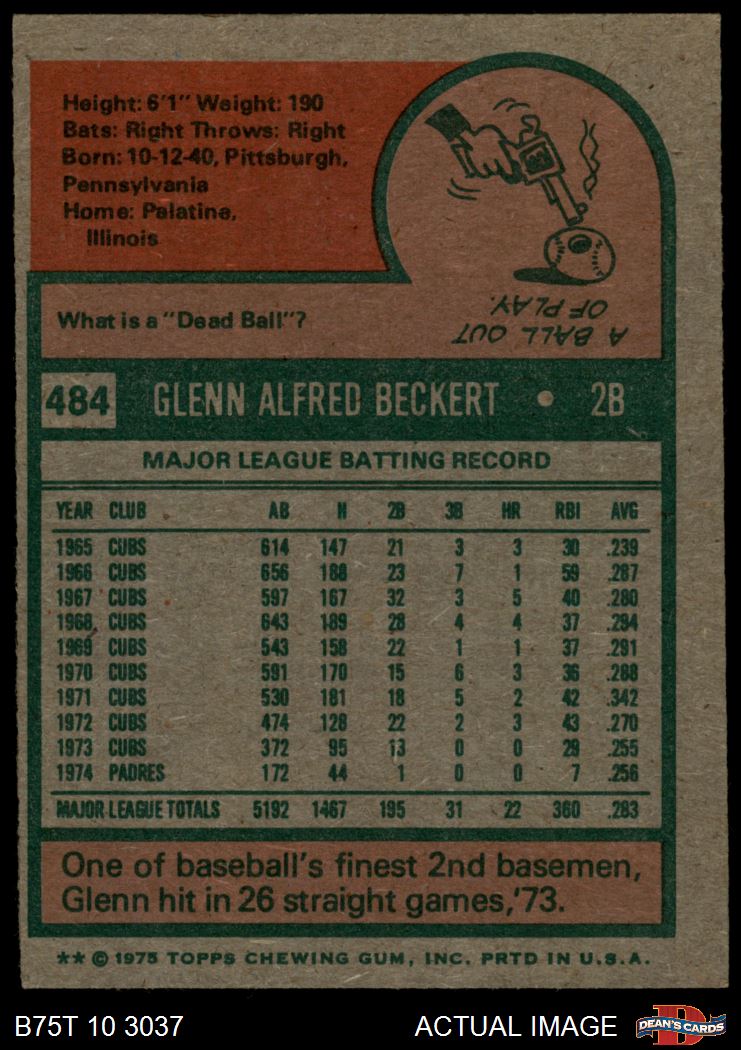 Height: 6'1" Weight: 190
Bats: Right Throws: Right
Born: 10-12-40, Pittsburgh,
Pennsylvania
Home: Palatine,
Illinois
What is a "Dead Ball"?
A BALL OUT
OF PLAY.
484 GLENN ALFRED BECKERT • 2B
MAJOR LEAGUE BATTING RECORD
YEAR CLUB AB H 2B 3B HR RBI AVG
1965 CUBS 614 147 21 3 3 30 .239
1966 CUBS 656 188 23 7 1 59 .287
1967 CUBS 597 167 32 3 5 40 .280
1968 CUBS 643 189 28 4 4 37 .294
1969 CUBS 543 158 22 1 1 37 .291
1970 CUBS 591 170 15 6 3 36 .288
1971 CUBS 530 181 18 5 2 42 .342
1972 CUBS 474 128 22 2 3 43 .270
1973 CUBS 372 95 13 0 0 29 .255
1974 PADRES 172 44 1 0 0 7 .256
MAJOR LEAGUE TOTALS 5192 1467 195 31 22 360 .283
One of baseball's finest 2nd basemen,
Glenn hit in 26 straight games,'73.
** © 1975 TOPPS CHEWING GUM, INC. PRTD IN U.S.A.
B75T 10 3037 ACTUAL IMAGE D DEAN'S CARDS